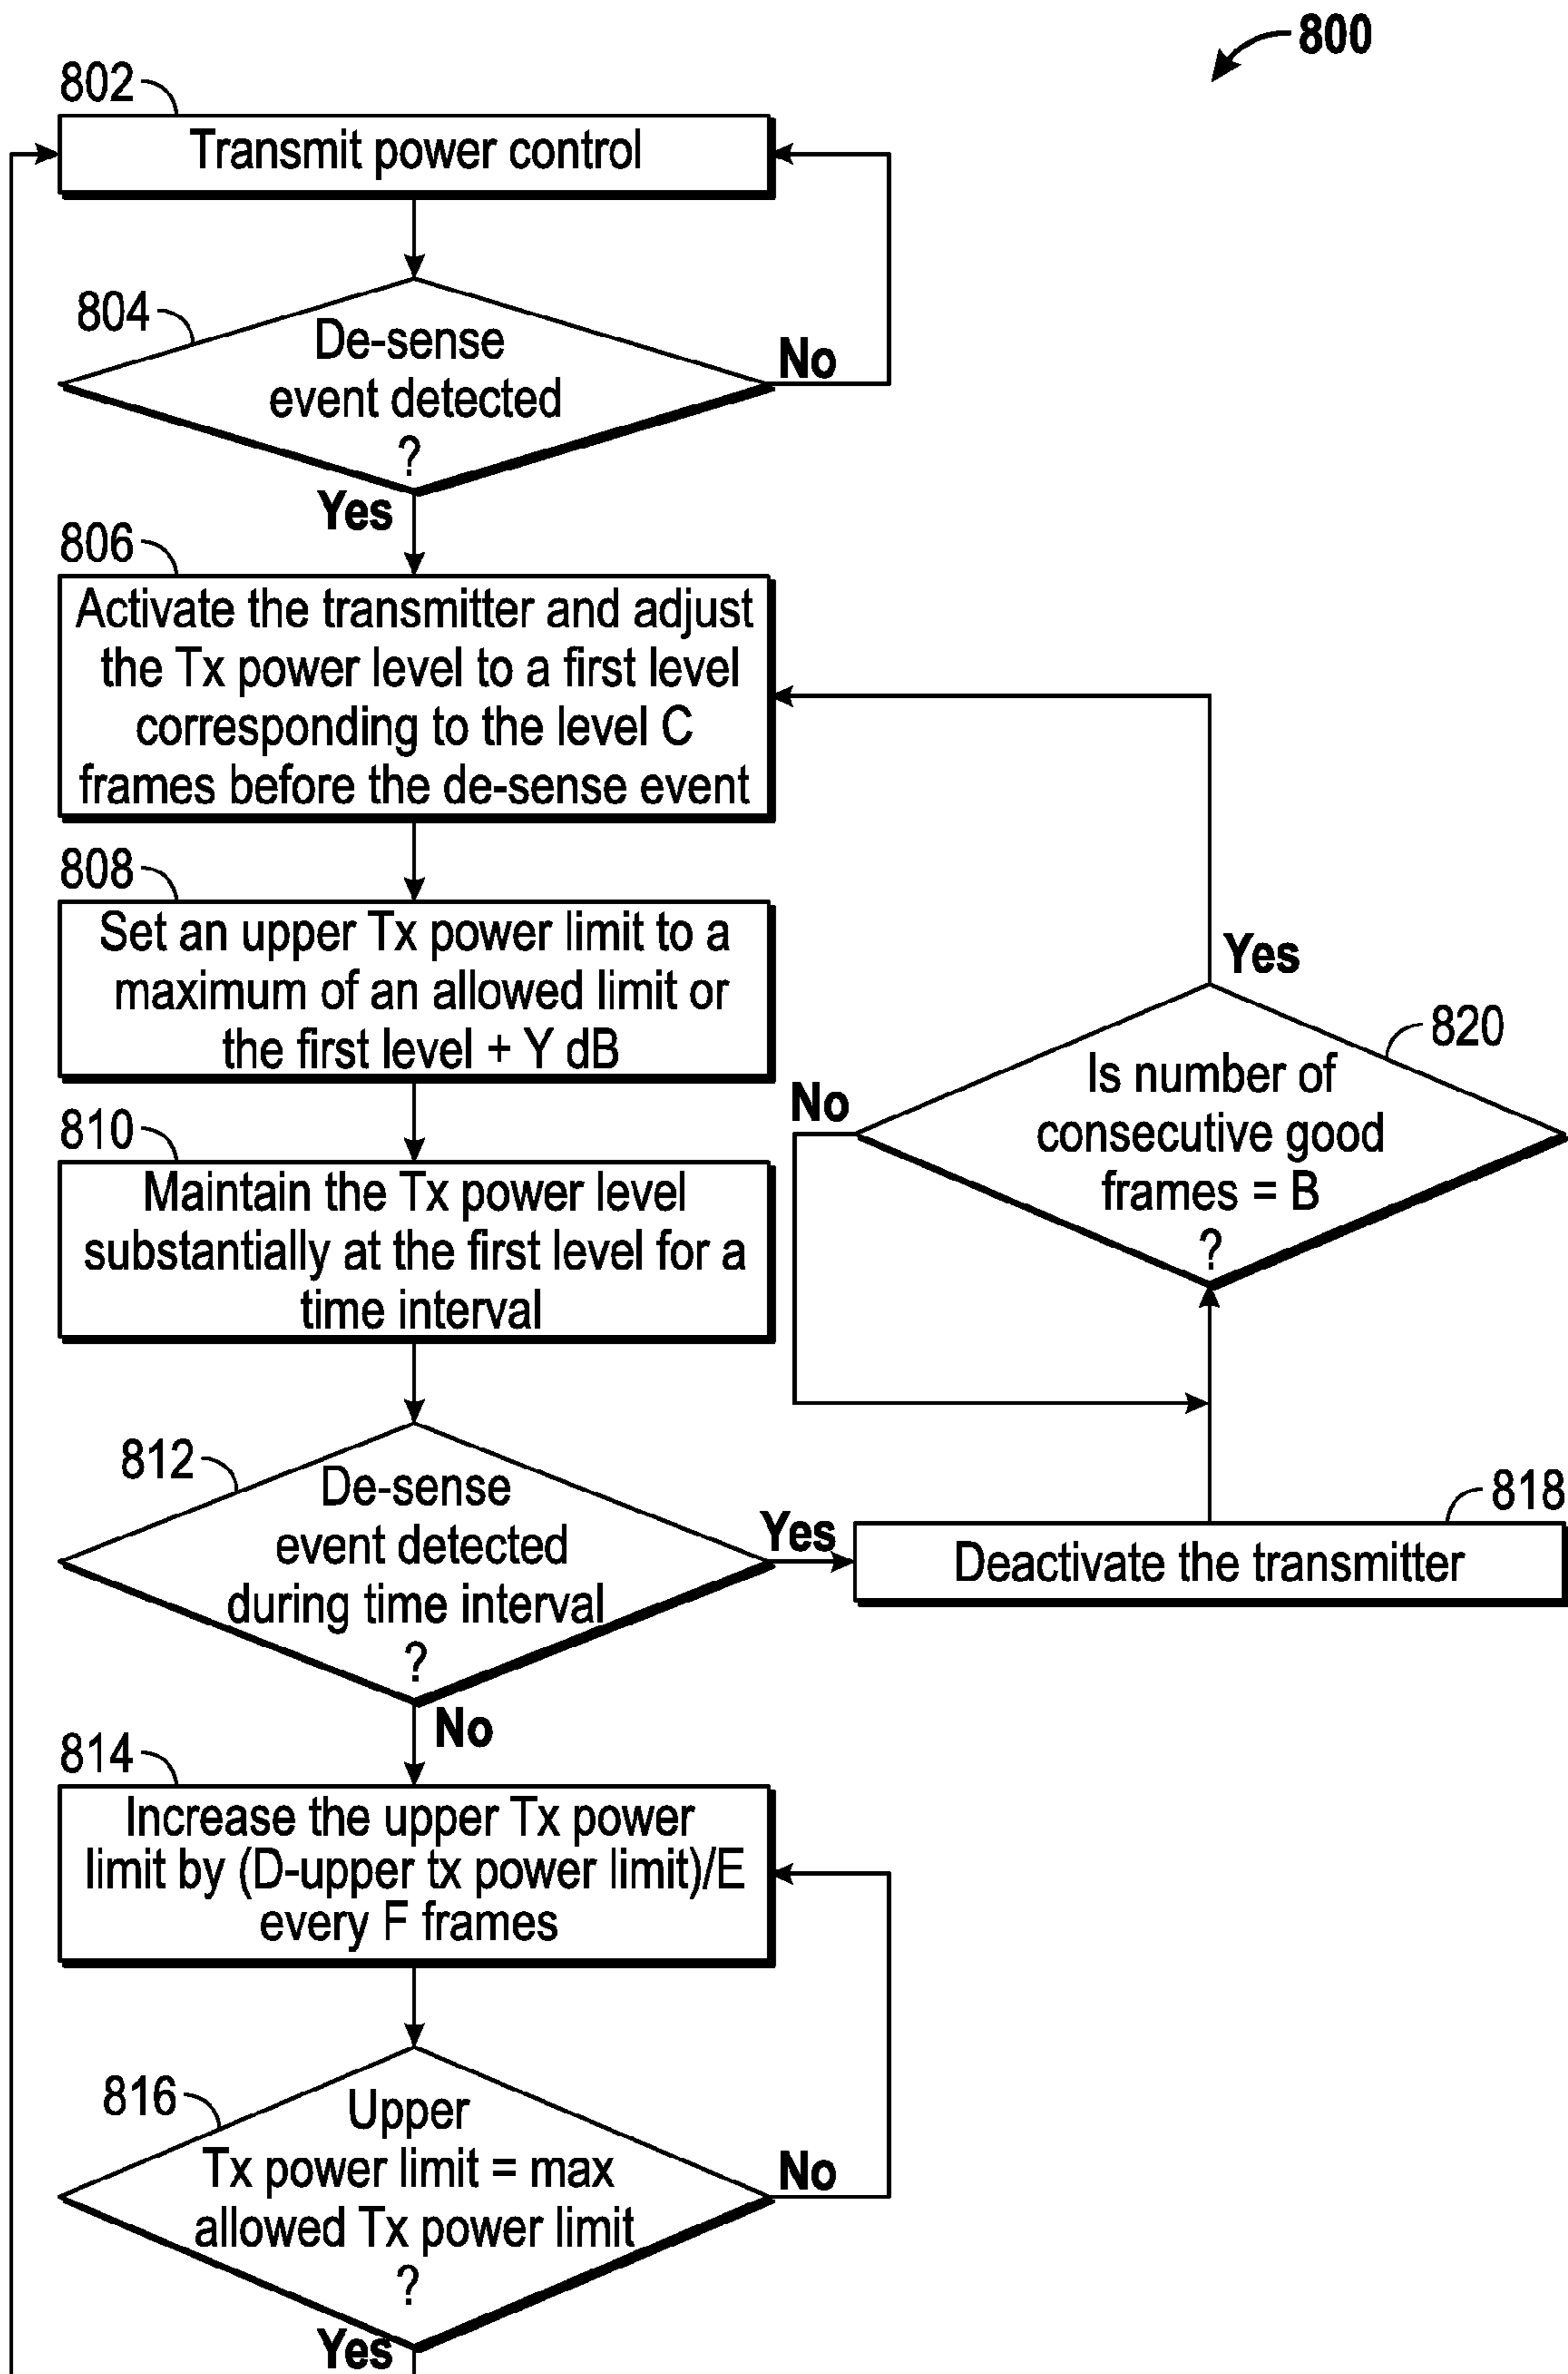 800
802
Transmit power control
804
De-sense
event detected
?
No
Yes
806
Activate the transmitter and adjust
the Tx power level to a first level
corresponding to the level C
frames before the de-sense event
808
Set an upper Tx power limit to a
maximum of an allowed limit or
the first level + Y dB
810
Maintain the Tx power level
substantially at the first level for a
time interval
812
De-sense
event detected
during time interval
?
Yes
No
818
Deactivate the transmitter
820
Is number of
consecutive good
frames = B
?
Yes
No
814
Increase the upper Tx power
limit by (D-upper tx power limit)/E
every F frames
816
Upper
Tx power limit = max
allowed Tx power limit
?
No
Yes